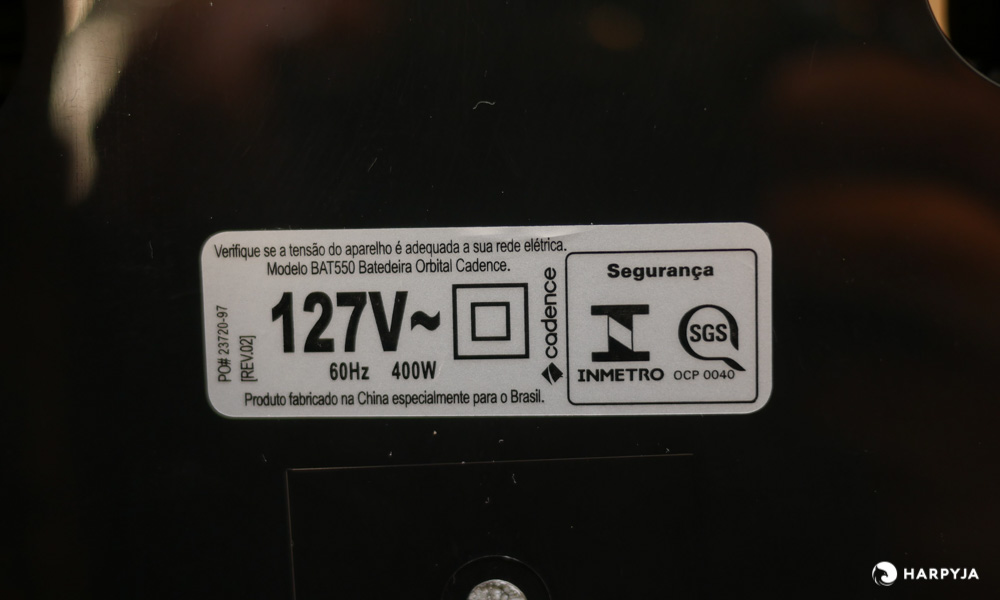 Verifique se a tensão do aparelho é adequada a sua rede elétrica.
Modelo BAT550 Batedeira Orbital Cadence.
PO# 23720-97
[REV.02]
127V~
60Hz 400W
Produto fabricado na China especialmente para o Brasil.
cadence
Segurança
SGS
INMETRO OCP 0040
HARPYJA